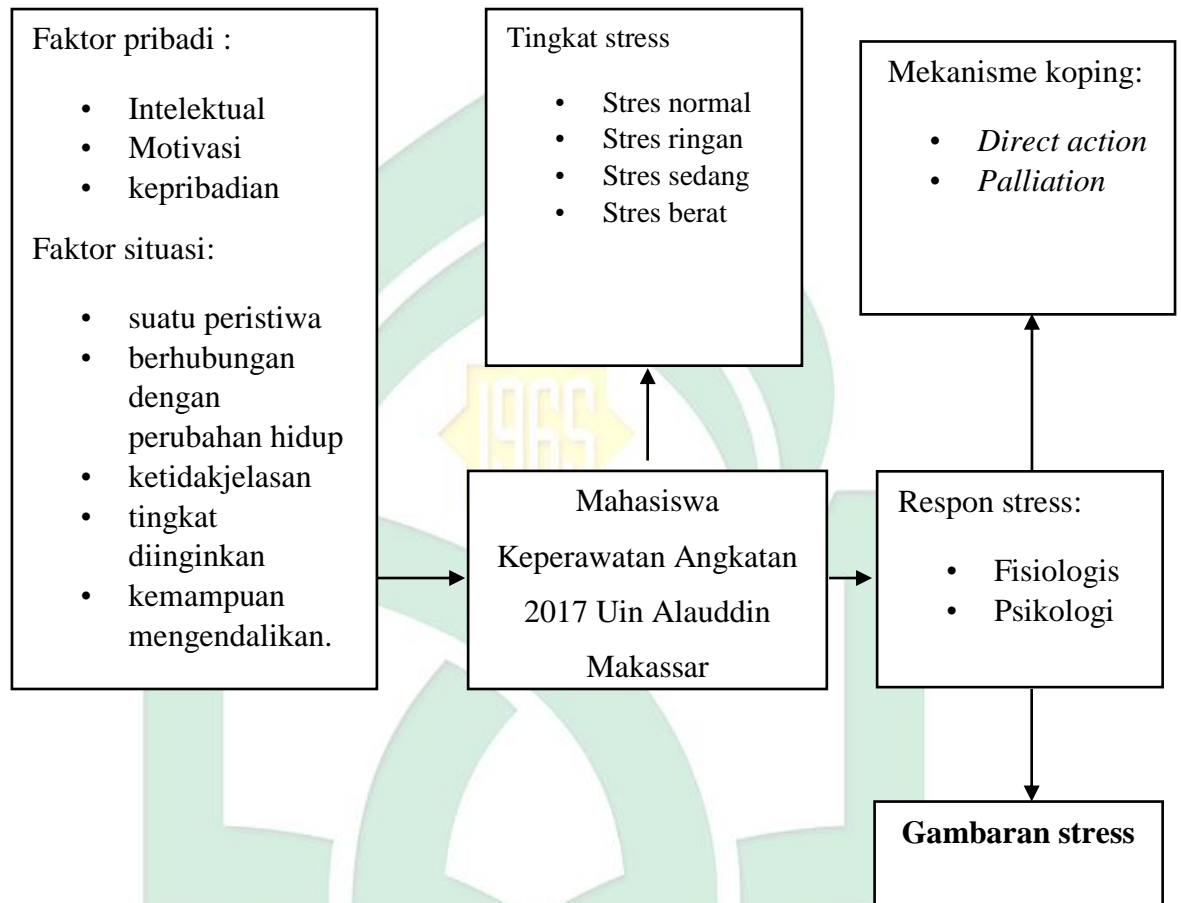 Faktor pribadi :
• Intelektual
• Motivasi
• kepribadian
Faktor situasi:
• suatu peristiwa
• berhubungan
dengan
perubahan hidup
• ketidakjelasan
• tingkat
diinginkan
• kemampuan
mengendalikan.
Tingkat stress
• Stres normal
• Stres ringan
• Stres sedang
• Stres berat
Mekanisme koping:
• Direct action
• Palliation
1965
Mahasiswa
Keperawatan Angkatan
2017 Uin Alauddin
Makassar
Respon stress:
• Fisiologis
• Psikologi
Gambaran stress